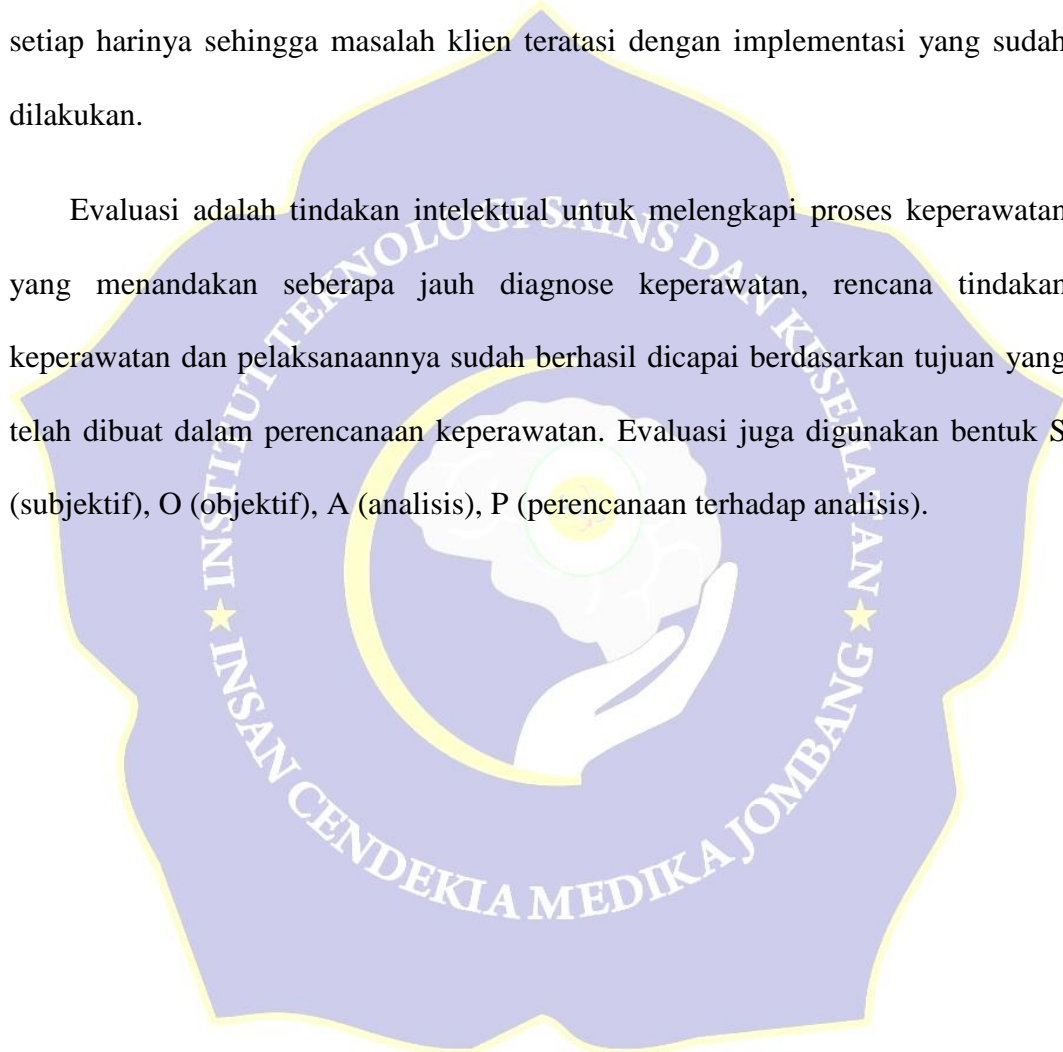 setiap harinya sehingga masalah klien teratasi dengan implementasi yang sudah
dilakukan.
Evaluasi adalah tindakan intelektual untuk melengkapi proses keperawatan
yang menandakan seberapa jauh diagnose keperawatan, rencana tindakan
keperawatan dan pelaksanaannya sudah berhasil dicapai berdasarkan tujuan yang
telah dibuat dalam perencanaan keperawatan. Evaluasi juga digunakan bentuk S
(subjektif), O (objektif), A (analisis), P (perencanaan terhadap analisis).
INSTITUT TEKNOLOGI SAINS DAN KESEHATAN
INSAN CENDEKIA MEDIKA JOMBANG